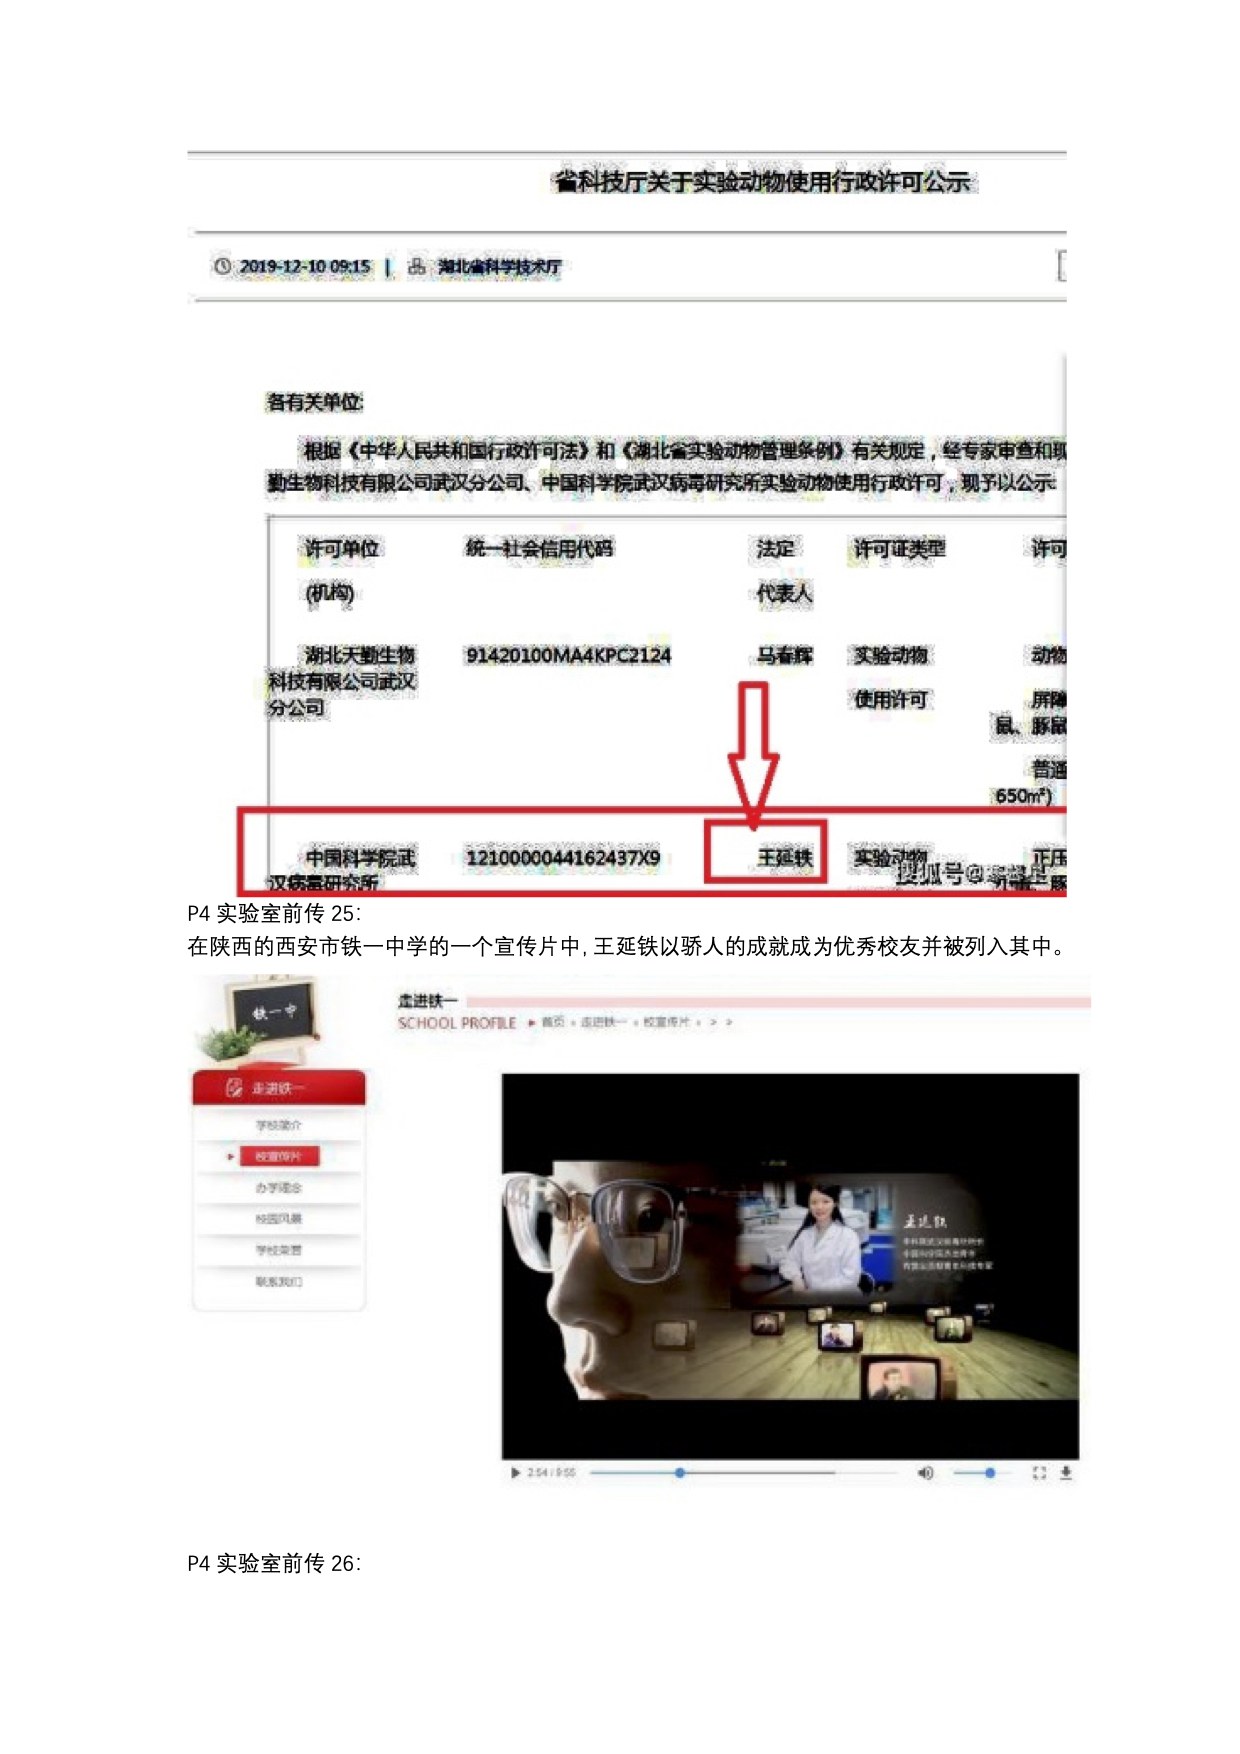 省科技厅关于实验动物使用行政许可公示
2019-12-10 09:15 | 湖北省科学技术厅
各有关单位:
根据《中华人民共和国行政许可法》和《湖北省实验动物管理条例》有关规定，经专家审查和现
勤生物科技有限公司武汉分公司、中国科学院武汉病毒研究所实验动物使用行政许可，现予以公示:
许可单位 统一社会信用代码 法定 许可证类型 许可
(机构) 代表人
湖北天勤生物 91420100MA4KPC2124 马春辉 实验动物 动物
科技有限公司武汉
分公司
使用许可 屏障
鼠、豚鼠
普通
650㎡)
中国科学院武 1210000044162437X9 王延轶 实验动物 正压
汉病毒研究所
搜狐号@
P4 实验室前传 25:
在陕西的西安市铁一中学的一个宣传片中, 王延轶以骄人的成就成为优秀校友并被列入其中。
铁一中
走进铁一
SCHOOL PROFILE 首页 » 走进铁一 » 校宣传片 » > >
走进铁一
学校简介
校宣传片
办学理念
校园风景
学校荣誉
联系我们
王延轶
2:54 / 9:55
P4 实验室前传 26: